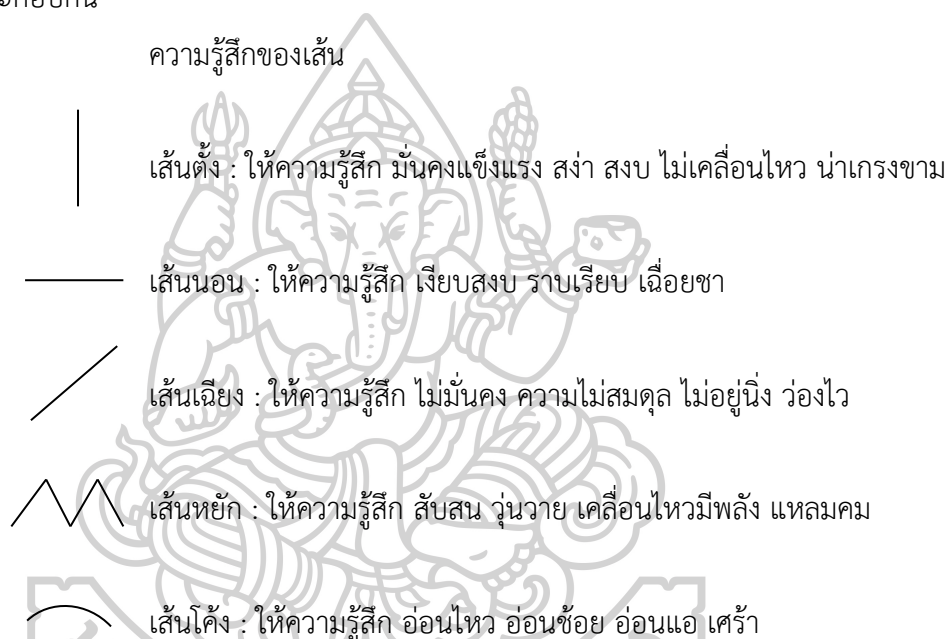 ความรู้สึกของเส้น
เส้นตั้ง : ให้ความรู้สึก มั่นคงแข็งแรง สง่า สงบ ไม่เคลื่อนไหว น่าเกรงขาม
เส้นนอน : ให้ความรู้สึก เงียบสงบ ราบเรียบ เฉื่อยชา
เส้นเฉียง : ให้ความรู้สึก ไม่มั่นคง ความไม่สมดุล ไม่อยู่นิ่ง ว่องไว
เส้นหยัก : ให้ความรู้สึก สับสน วุ่นวาย เคลื่อนไหวมีพลัง แหลมคม
เส้นโค้ง : ให้ความรู้สึก อ่อนไหว อ่อนช้อย อ่อนแอ เศร้า